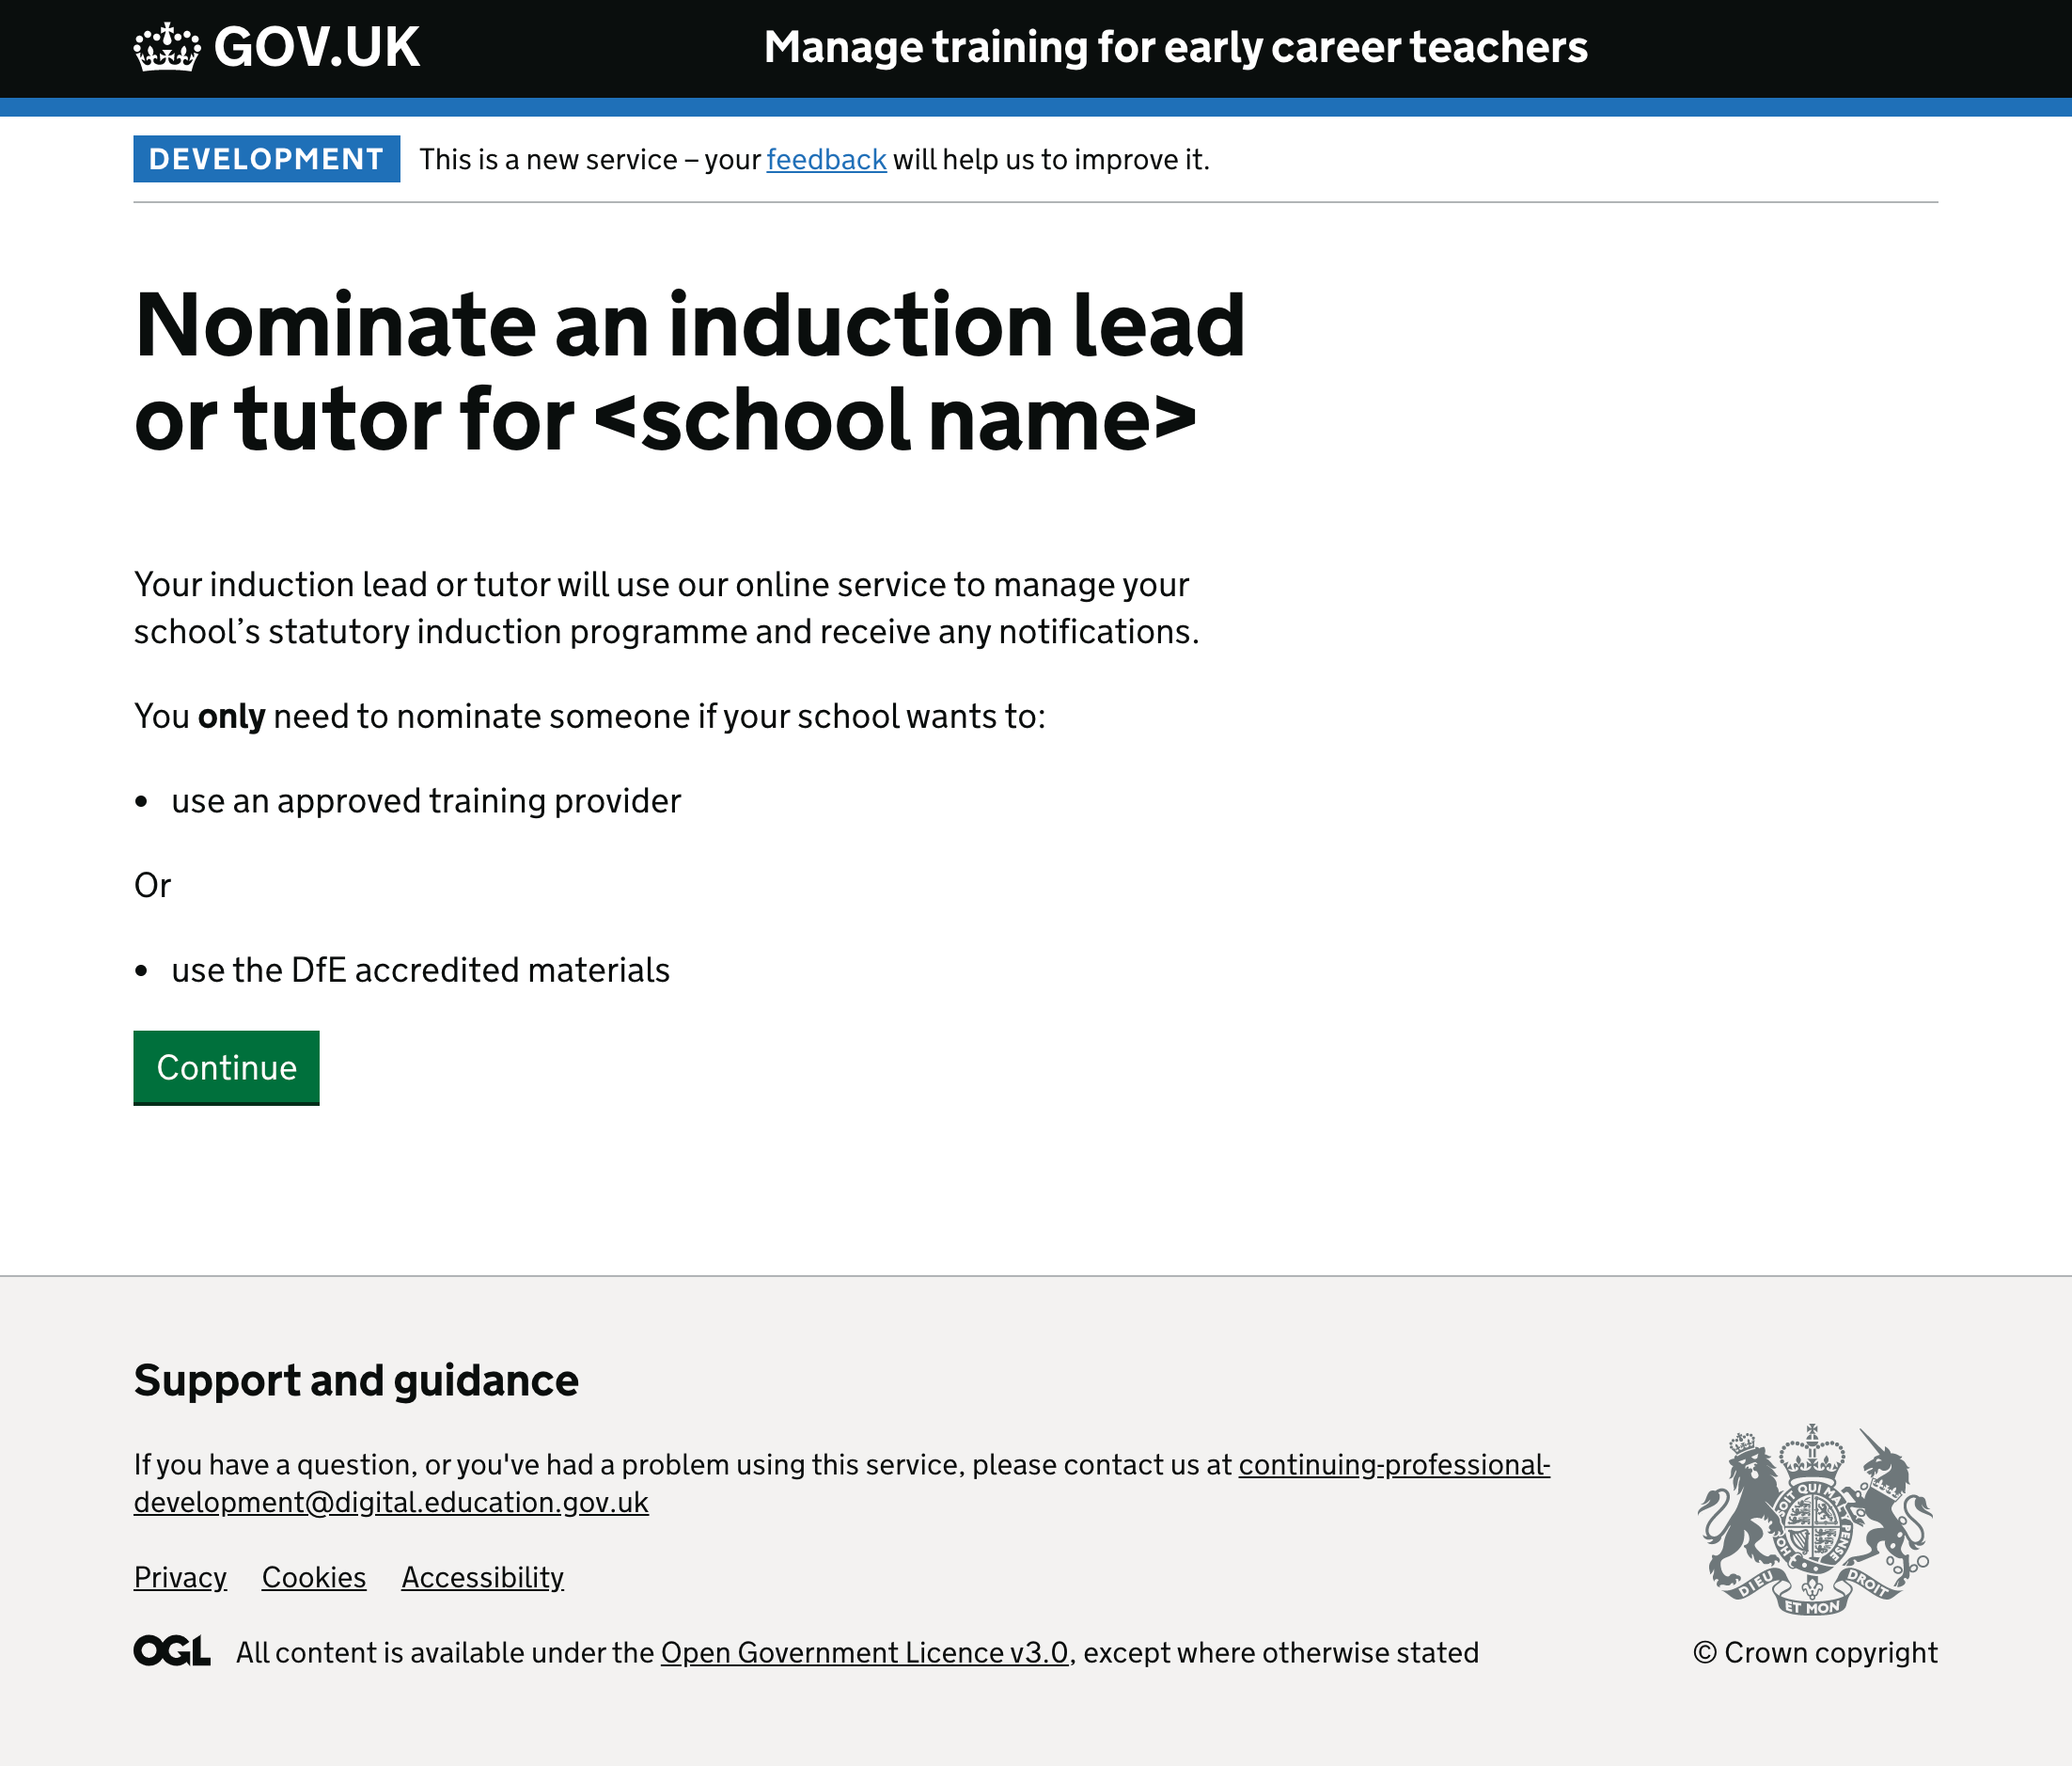 GOV.UK
Manage training for early career teachers
DEVELOPMENT This is a new service – your feedback will help us to improve it.
Nominate an induction lead
or tutor for <school name>
Your induction lead or tutor will use our online service to manage your
school’s statutory induction programme and receive any notifications.
You only need to nominate someone if your school wants to:
• use an approved training provider
Or
• use the DfE accredited materials
Continue
Support and guidance
If you have a question, or you've had a problem using this service, please contact us at continuing-professional-
development@digital.education.gov.uk
Privacy Cookies Accessibility
OGL All content is available under the Open Government Licence v3.0, except where otherwise stated
SOIT QUI MAL Y PENSE
HON
DIEU ET MON DROIT
© Crown copyright